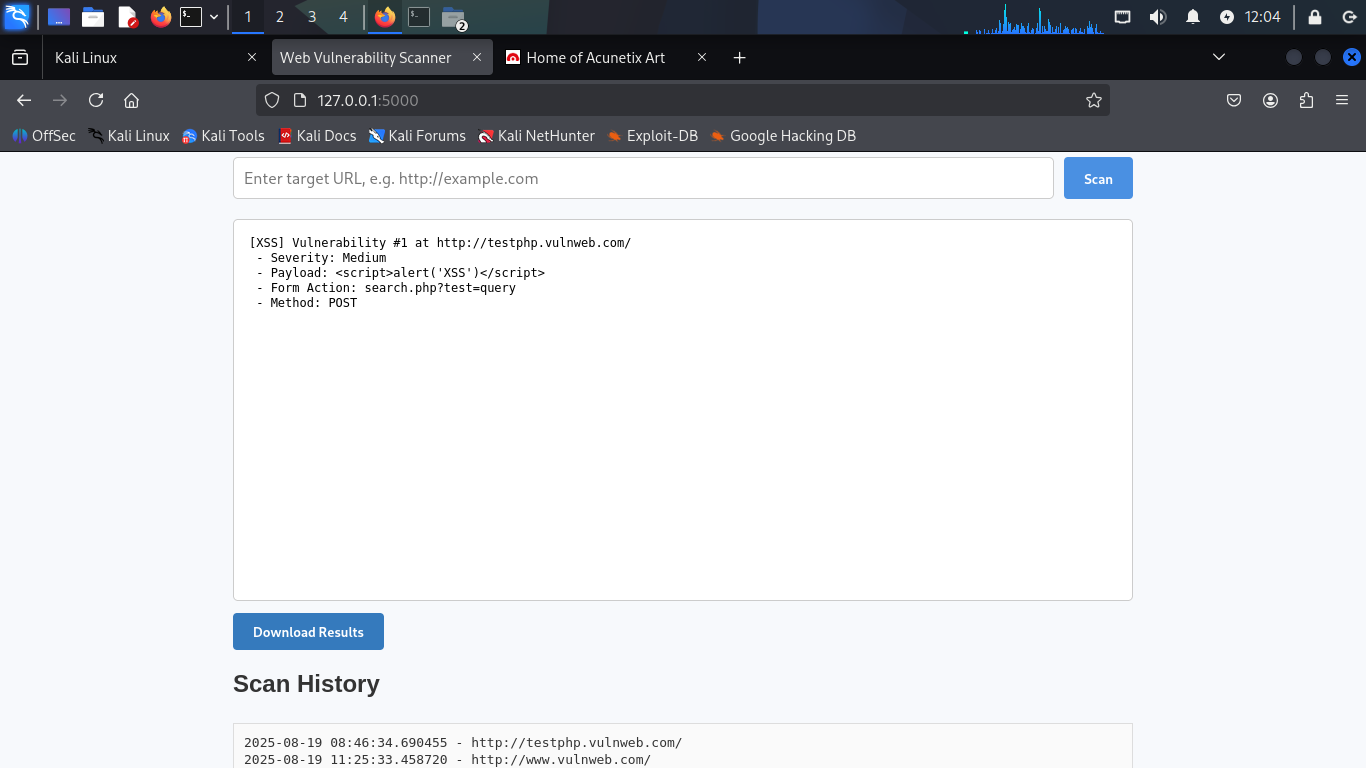 1 2 3 4 2 12:04
Kali Linux Web Vulnerability Scanner Home of Acunetix Art
127.0.0.1:5000
OffSec Kali Linux Kali Tools Kali Docs Kali Forums Kali NetHunter Exploit-DB Google Hacking DB
Enter target URL, e.g. http://example.com Scan
[XSS] Vulnerability #1 at http://testphp.vulnweb.com/
- Severity: Medium
- Payload: <script>alert('XSS')</script>
- Form Action: search.php?test=query
- Method: POST
Download Results
Scan History
2025-08-19 08:46:34.690455 - http://testphp.vulnweb.com/
2025-08-19 11:25:33.458720 - http://www.vulnweb.com/